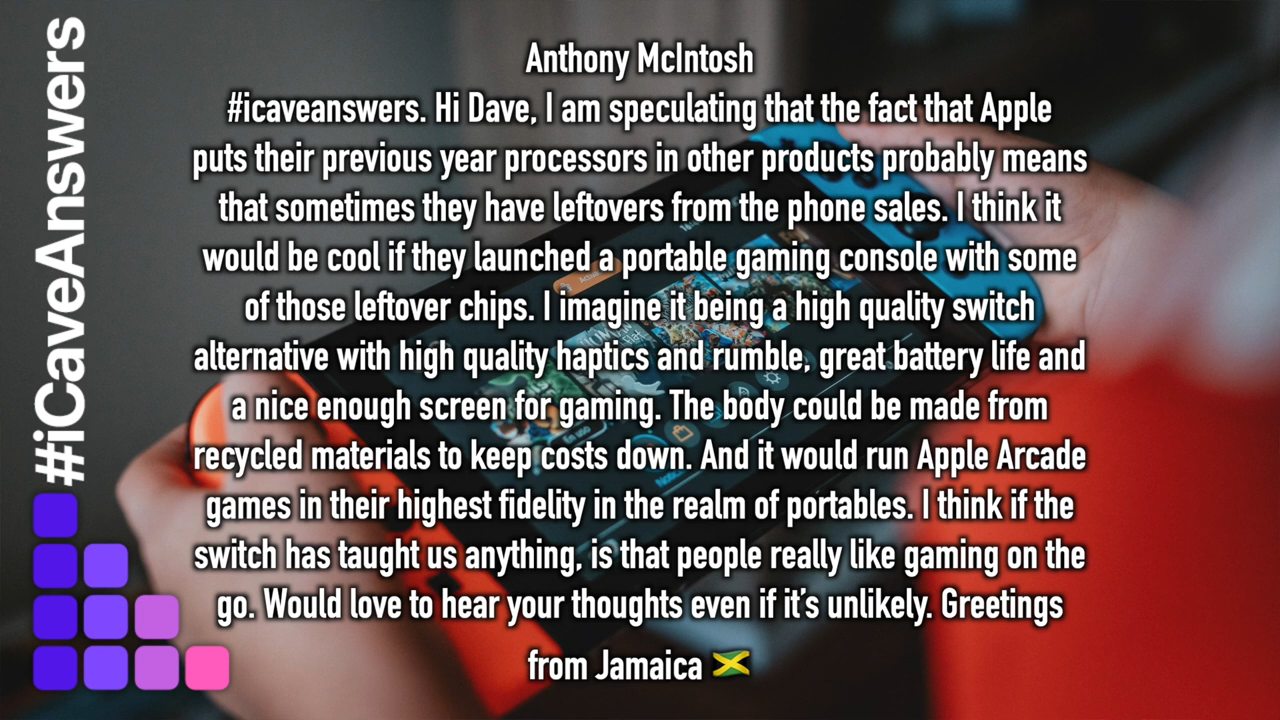 #iCaveAnswers
Anthony McIntosh
#icaveanswers. Hi Dave, I am speculating that the fact that Apple
puts their previous year processors in other products probably means
that sometimes they have leftovers from the phone sales. I think it
would be cool if they launched a portable gaming console with some
of those leftover chips. I imagine it being a high quality switch
alternative with high quality haptics and rumble, great battery life and
a nice enough screen for gaming. The body could be made from
recycled materials to keep costs down. And it would run Apple Arcade
games in their highest fidelity in the realm of portables. I think if the
switch has taught us anything, is that people really like gaming on the
go. Would love to hear your thoughts even if it’s unlikely. Greetings
from Jamaica 🇯🇲